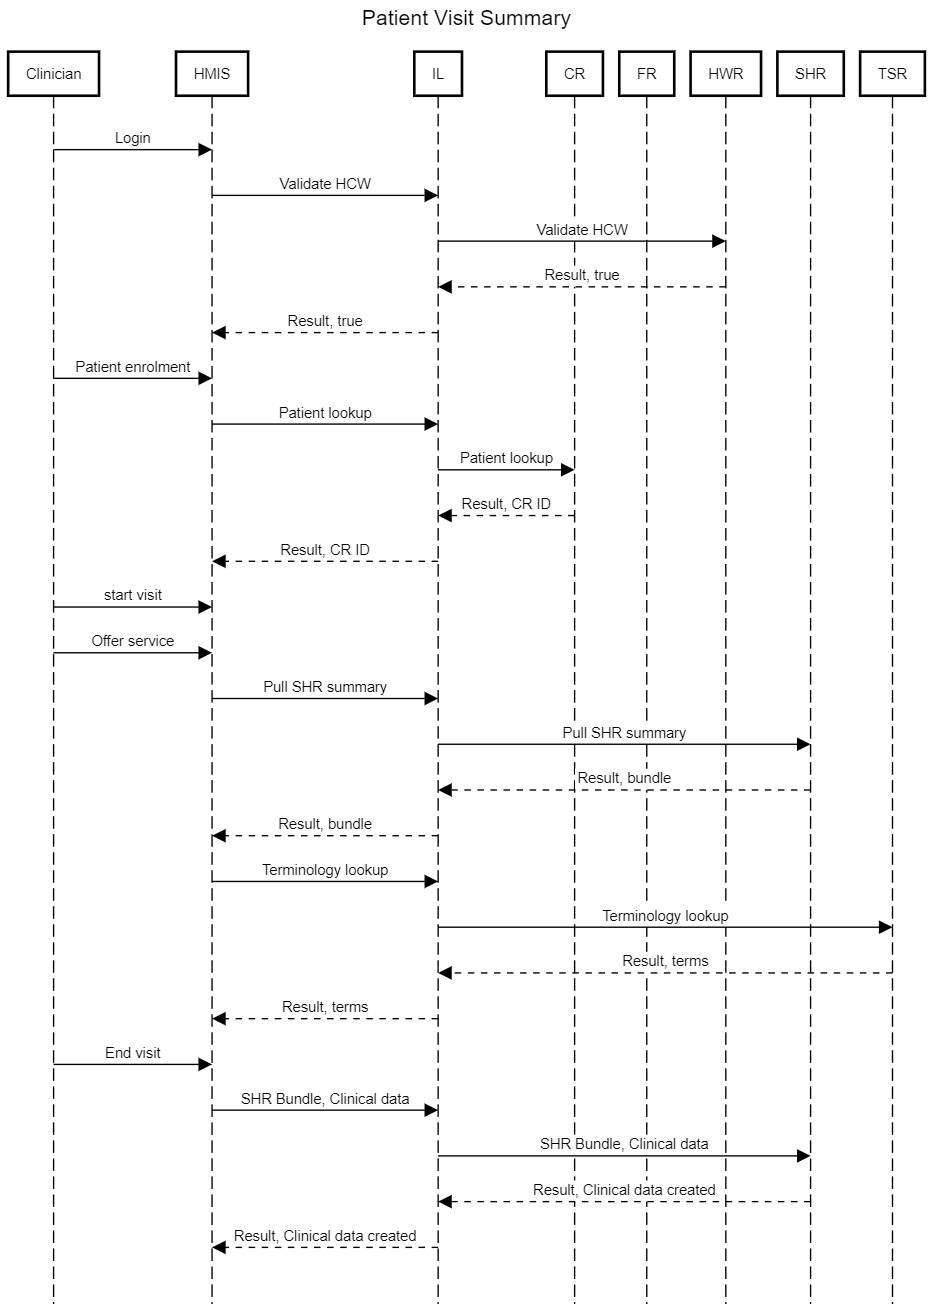 Patient Visit Summary
Clinician
HMIS
IL
CR
FR
HWR
SHR
TSR
Login
Validate HCW
Validate HCW
Result, true
Result, true
Patient enrolment
Patient lookup
Patient lookup
Result, CR ID
Result, CR ID
start visit
Offer service
Pull SHR summary
Pull SHR summary
Result, bundle
Result, bundle
Terminology lookup
Terminology lookup
Result, terms
Result, terms
End visit
SHR Bundle, Clinical data
SHR Bundle, Clinical data
Result, Clinical data created
Result, Clinical data created